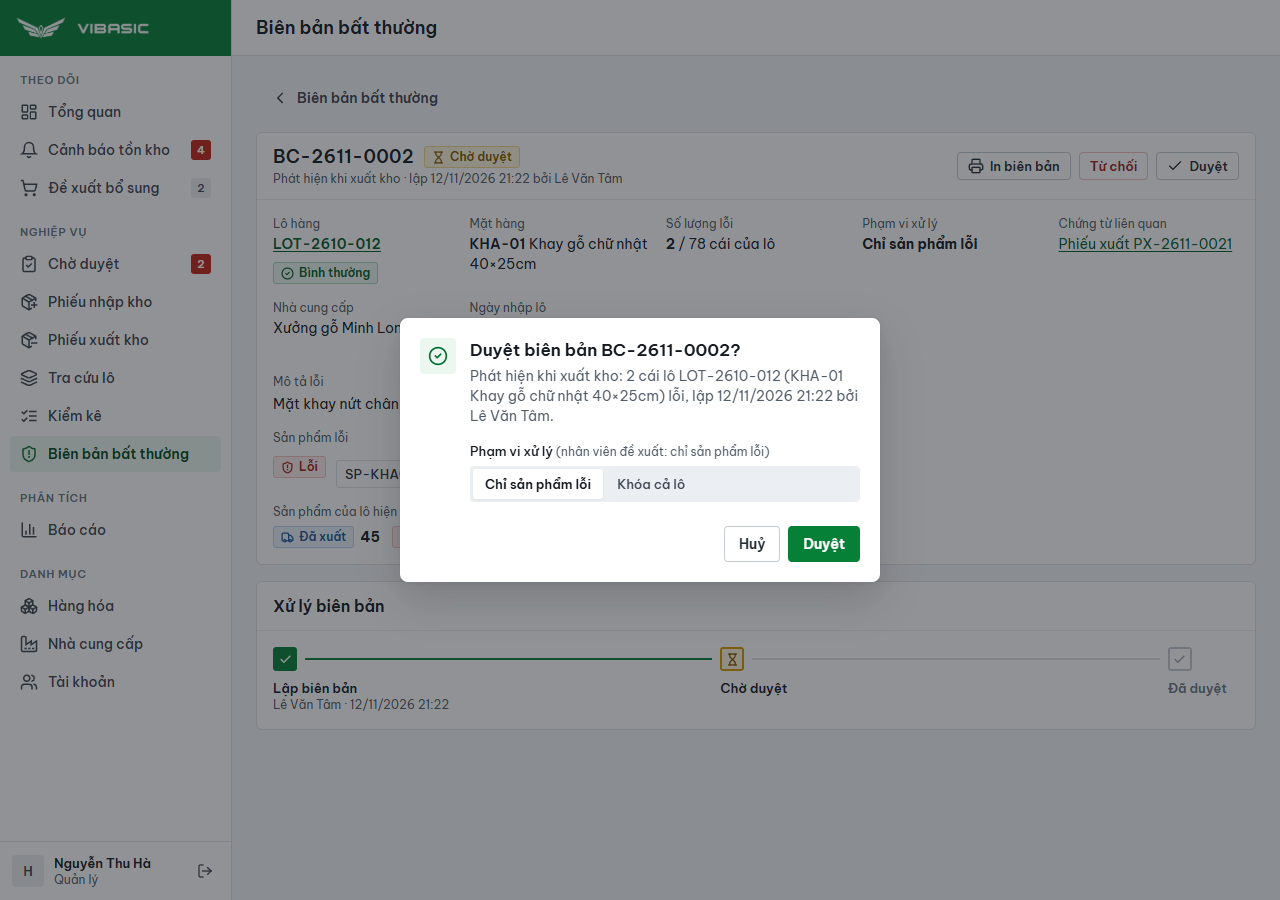 VIBASIC
Biên bản bất thường
THEO DÕI
Tổng quan
Cảnh báo tồn kho 4
Đề xuất bổ sung 2
NGHIỆP VỤ
Chờ duyệt 2
Phiếu nhập kho
Phiếu xuất kho
Tra cứu lô
Kiểm kê
Biên bản bất thường
PHÂN TÍCH
Báo cáo
DANH MỤC
Hàng hóa
Nhà cung cấp
Tài khoản
H
Nguyễn Thu Hà
Quản lý
Biên bản bất thường
BC-2611-0002 Chờ duyệt
Phát hiện khi xuất kho · lập 12/11/2026 21:22 bởi Lê Văn Tâm
In biên bản Từ chối Duyệt
Lô hàng
LOT-2610-012
Bình thường
Mặt hàng
KHA-01 Khay gỗ chữ nhật
40×25cm
Số lượng lỗi
2 / 78 cái của lô
Phạm vi xử lý
Chỉ sản phẩm lỗi
Chứng từ liên quan
Phiếu xuất PX-2611-0021
Nhà cung cấp
Xưởng gỗ Minh
Ngày nhập lô
Mô tả lỗi
Mặt khay nứt chân
Sản phẩm lỗi
Lỗi
Sản phẩm của lô hiện
Đã xuất 45
Duyệt biên bản BC-2611-0002?
Phát hiện khi xuất kho: 2 cái lô LOT-2610-012 (KHA-01
Khay gỗ chữ nhật 40×25cm) lỗi, lập 12/11/2026 21:22 bởi
Lê Văn Tâm.
Phạm vi xử lý (nhân viên đề xuất: chỉ sản phẩm lỗi)
Chỉ sản phẩm lỗi Khóa cả lô
Huỷ Duyệt
Xử lý biên bản
Lập biên bản
Lê Văn Tâm · 12/11/2026 21:22
Chờ duyệt
Đã duyệt